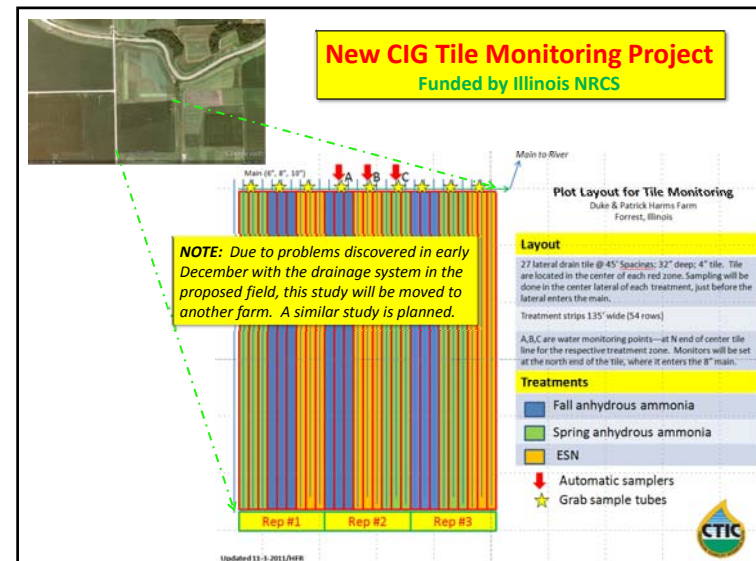 New CIG Tile Monitoring Project
Funded by Illinois NRCS
Main to River
Main (6", 8", 10")
A
B
C
Plot Layout for Tile Monitoring
Duke & Patrick Harms Farm
Forrest, Illinois
NOTE: Due to problems discovered in early
December with the drainage system in the
proposed field, this study will be moved to
another farm. A similar study is planned.
Layout
27 lateral drain tile @ 45' Spacings; 32" deep; 4" tile. Tile
are located in the center of each red zone. Sampling will be
done in the center lateral of each treatment, just before the
lateral enters the main.
Treatment strips 135' wide (54 rows)
A,B,C are water monitoring points—at N end of center tile
line for the respective treatment zone. Monitors will be set
at the north end of the tile, where it enters the 8" main.
Treatments
Fall anhydrous ammonia
Spring anhydrous ammonia
ESN
Automatic samplers
Grab sample tubes
Rep #1
Rep #2
Rep #3
CTIC
Updated 11-3-2011/HFR